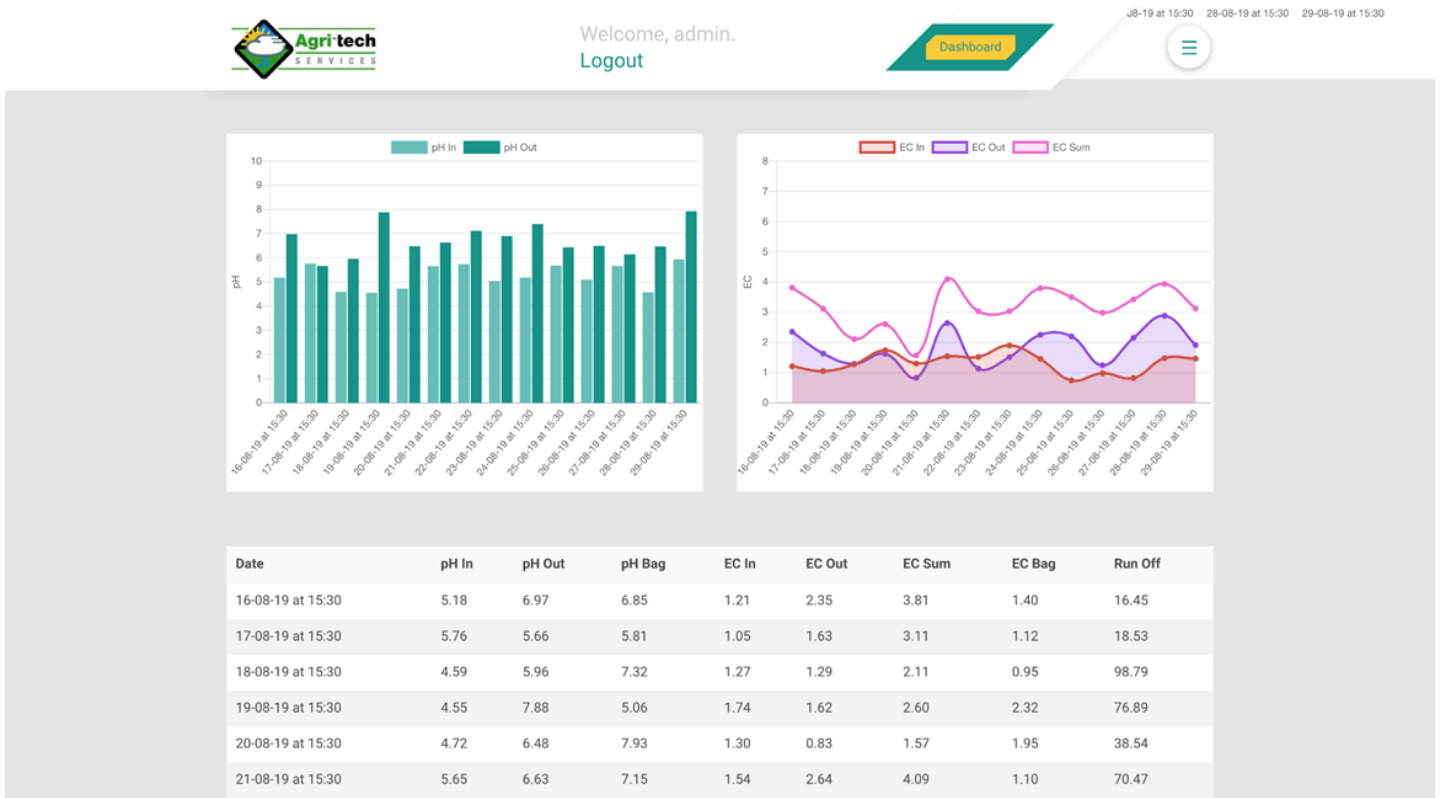 08-19 at 15:30 28-08-19 at 15:30 29-08-19 at 15:30
Agri-tech
SERVICES
Welcome, admin.
Logout
Dashboard
pH In pH Out
10
9
8
7
6
5
4
3
2
1
0
pH
16-08-19 at 15:30
17-08-19 at 15:30
18-08-19 at 15:30
19-08-19 at 15:30
20-08-19 at 15:30
21-08-19 at 15:30
22-08-19 at 15:30
23-08-19 at 15:30
24-08-19 at 15:30
25-08-19 at 15:30
26-08-19 at 15:30
27-08-19 at 15:30
28-08-19 at 15:30
29-08-19 at 15:30
EC In EC Out EC Sum
8
7
6
5
4
3
2
1
0
EC
16-08-19 at 15:30
17-08-19 at 15:30
18-08-19 at 15:30
19-08-19 at 15:30
20-08-19 at 15:30
21-08-19 at 15:30
22-08-19 at 15:30
23-08-19 at 15:30
24-08-19 at 15:30
25-08-19 at 15:30
26-08-19 at 15:30
27-08-19 at 15:30
28-08-19 at 15:30
29-08-19 at 15:30
Date pH In pH Out pH Bag EC In EC Out EC Sum EC Bag Run Off
16-08-19 at 15:30 5.18 6.97 6.85 1.21 2.35 3.81 1.40 16.45
17-08-19 at 15:30 5.76 5.66 5.81 1.05 1.63 3.11 1.12 18.53
18-08-19 at 15:30 4.59 5.96 7.32 1.27 1.29 2.11 0.95 98.79
19-08-19 at 15:30 4.55 7.88 5.06 1.74 1.62 2.60 2.32 76.89
20-08-19 at 15:30 4.72 6.48 7.93 1.30 0.83 1.57 1.95 38.54
21-08-19 at 15:30 5.65 6.63 7.15 1.54 2.64 4.09 1.10 70.47